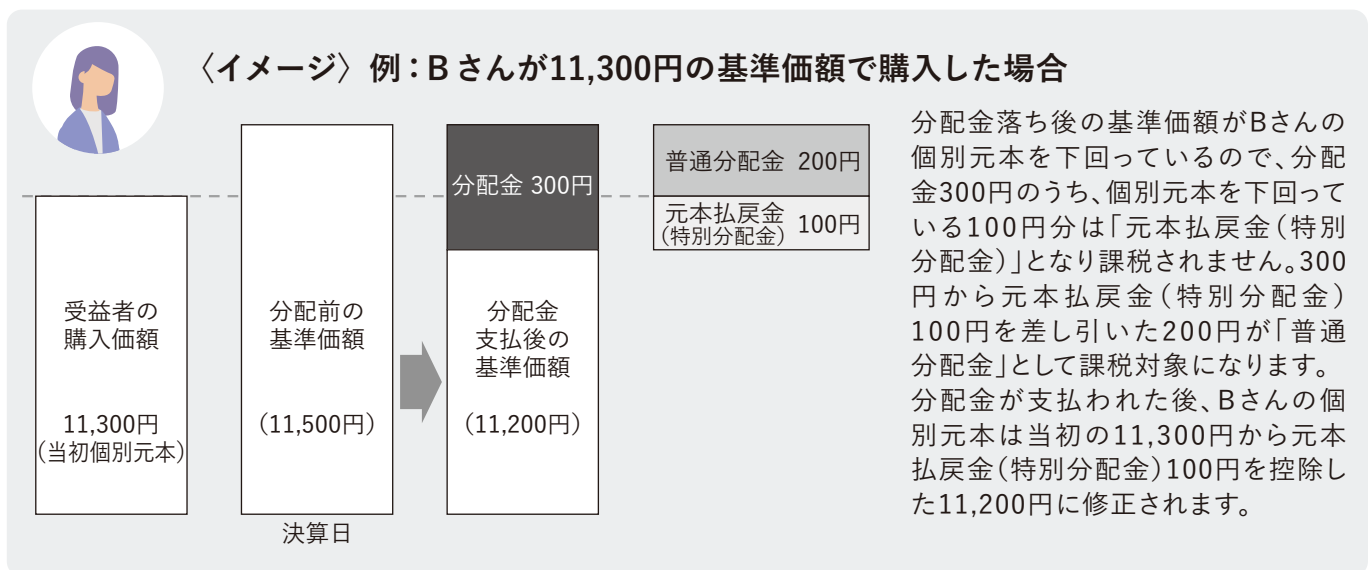 〈イメージ〉例：Bさんが11,300円の基準価額で購入した場合
受益者の
購入価額
11,300円
(当初個別元本)
分配前の
基準価額
(11,500円)
決算日
分配金 300円
分配金
支払後の
基準価額
(11,200円)
普通分配金 200円
元本払戻金
(特別分配金) 100円
分配金落ち後の基準価額がBさんの
個別元本を下回っているので、分配
金300円のうち、個別元本を下回って
いる100円分は「元本払戻金(特別
分配金)」となり課税されません。300
円から元本払戻金(特別分配金)
100円を差し引いた200円が「普通
分配金」として課税対象になります。
分配金が支払われた後、Bさんの個
別元本は当初の11,300円から元本
払戻金(特別分配金)100円を控除し
た11,200円に修正されます。